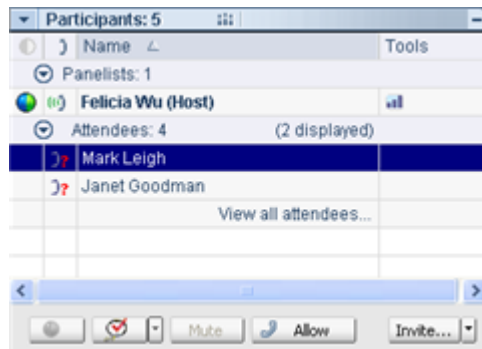 Participants: 5
Name Tools
Panelists: 1
Felicia Wu (Host)
Attendees: 4 (2 displayed)
? Mark Leigh
? Janet Goodman
View all attendees...
Mute Allow Invite...